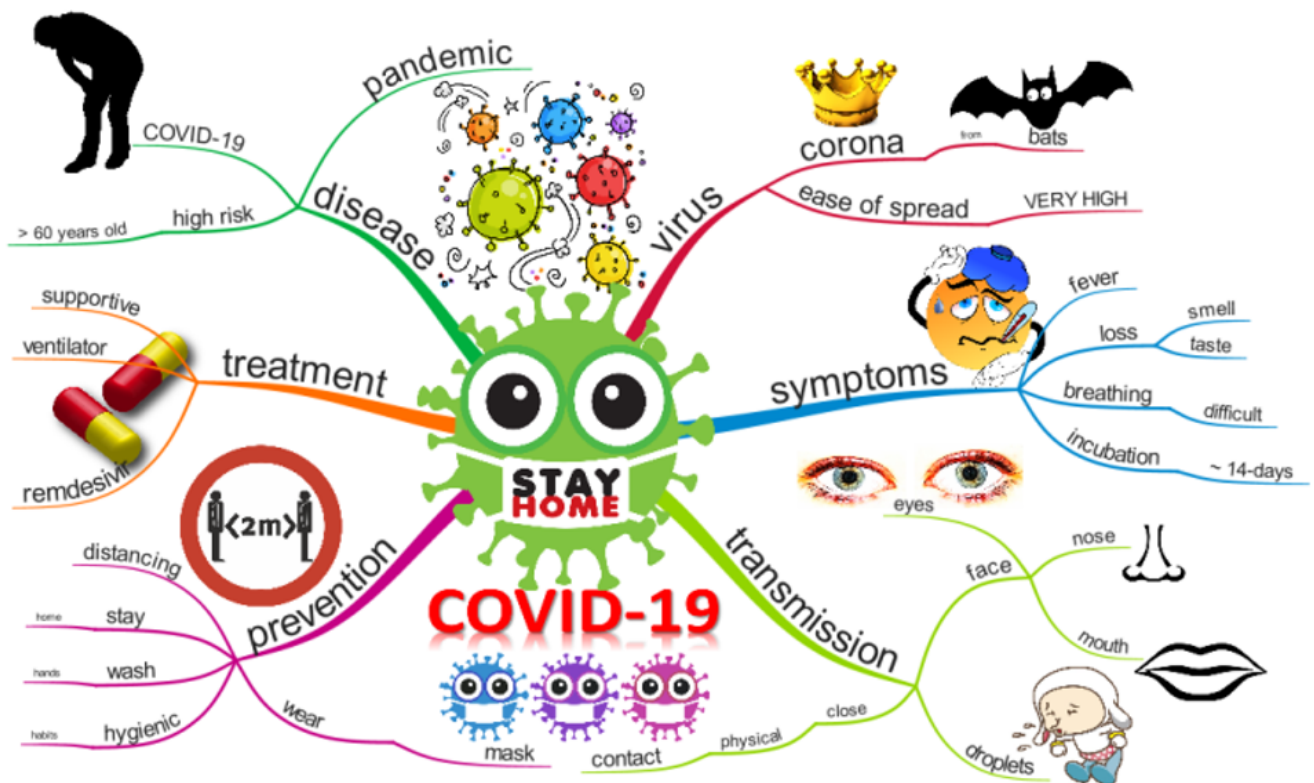 pandemic
COVID-19
high risk
> 60 years old
disease
virus
corona
from
bats
ease of spread
VERY HIGH
symptoms
fever
loss
smell
taste
breathing
difficult
incubation
~ 14-days
treatment
supportive
ventilator
remdesivir
<2m>
STAY
HOME
COVID-19
prevention
distancing
stay
home
wash
hands
hygienic
habits
wear
mask
transmission
face
eyes
nose
mouth
droplets
close
physical
contact